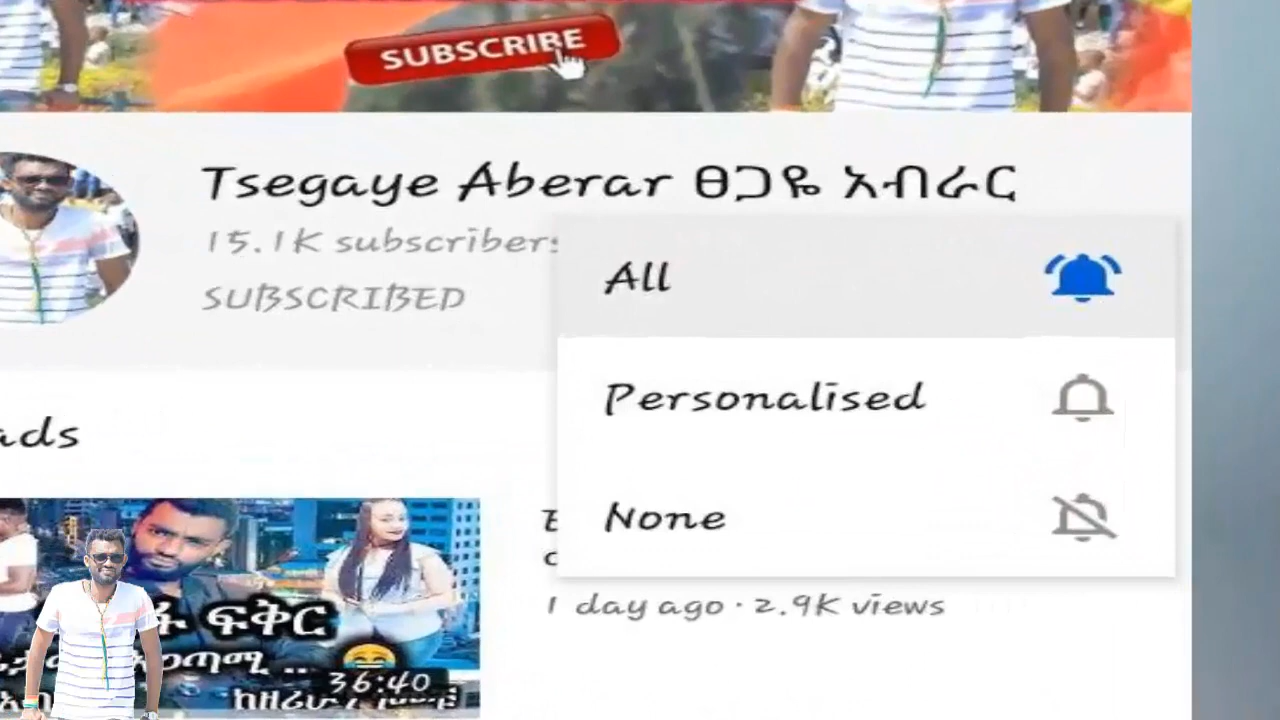 SUBSCRIBE
Tsegaye Aberar ፀጋዬ አብራር
15.1K subscribers
SUBSCRIBED
All
Personalised
None
ads
1 day ago · 2.9K views
ፍቅር
36:40